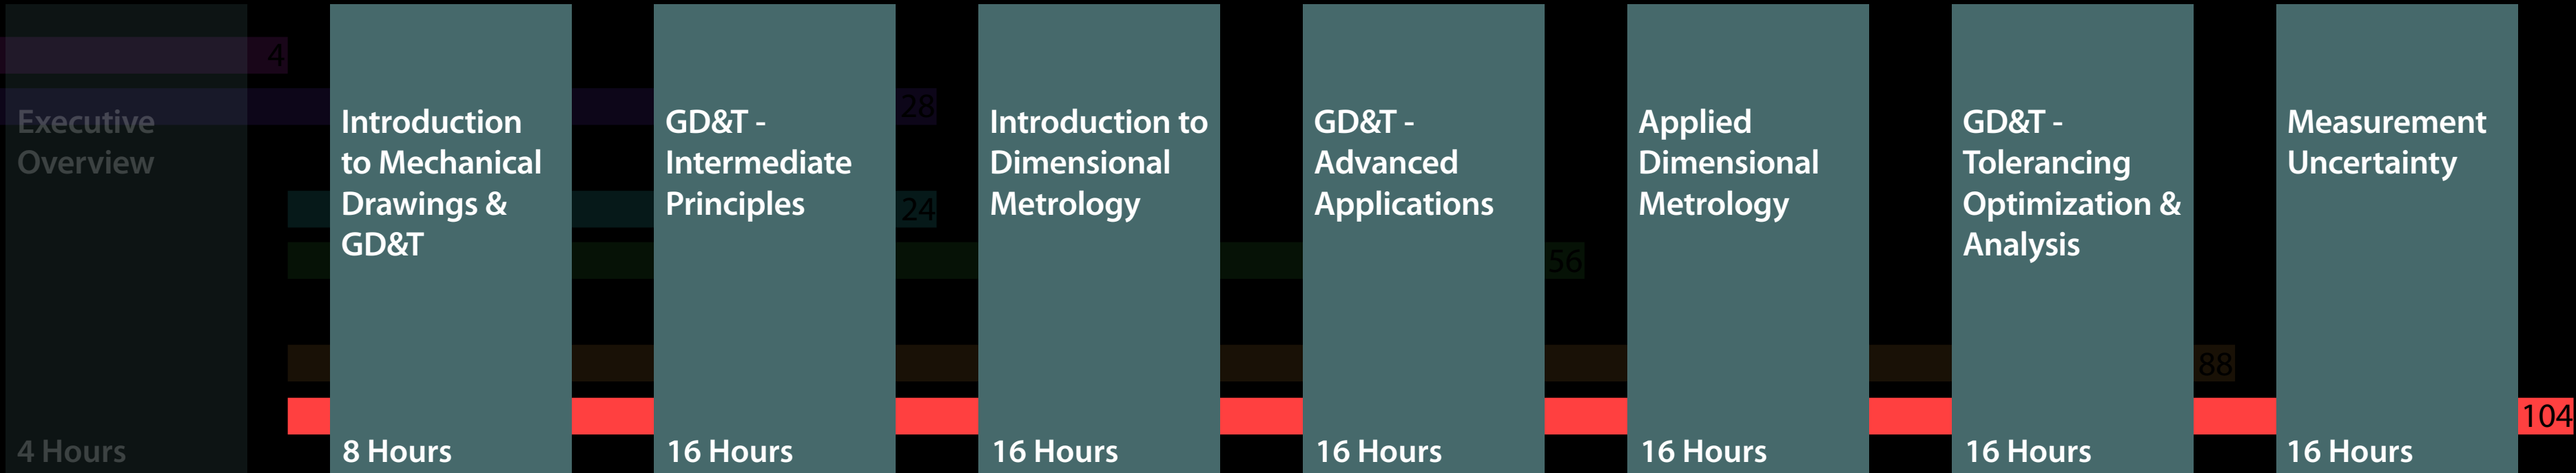 4
28
24
56
88
104
Executive
Overview
4 Hours
Introduction
to Mechanical
Drawings &
GD&T
8 Hours
GD&T -
Intermediate
Principles
16 Hours
Introduction to
Dimensional
Metrology
16 Hours
GD&T -
Advanced
Applications
16 Hours
Applied
Dimensional
Metrology
16 Hours
GD&T -
Tolerancing
Optimization &
Analysis
16 Hours
Measurement
Uncertainty
16 Hours